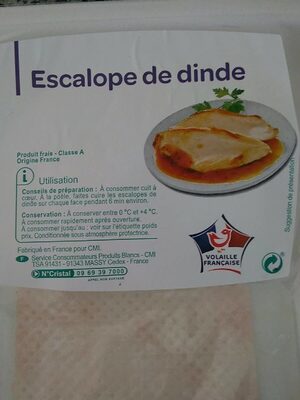 Escalope de dinde
Produit frais - Classe A
Origine France
i Utilisation
Conseils de préparation : À consommer cuit à
cœur. À la poêle, faites cuire les escalopes de
dinde sur chaque face pendant 6 min environ.
Conservation : À conserver entre 0 °C et +4 °C.
À consommer rapidement après ouverture.
À consommer jusqu'au : voir sur l'étiquette poids
prix. Conditionnée sous atmosphère protectrice.
Fabriqué en France pour CMI.
F Service Consommateurs Produits Blancs - CMI
TSA 91431 - 91343 MASSY Cedex - France
N°Cristal 09 69 39 7000
APPEL NON SURTAXÉ
VOLAILLE
FRANÇAISE
Suggestion de présentation